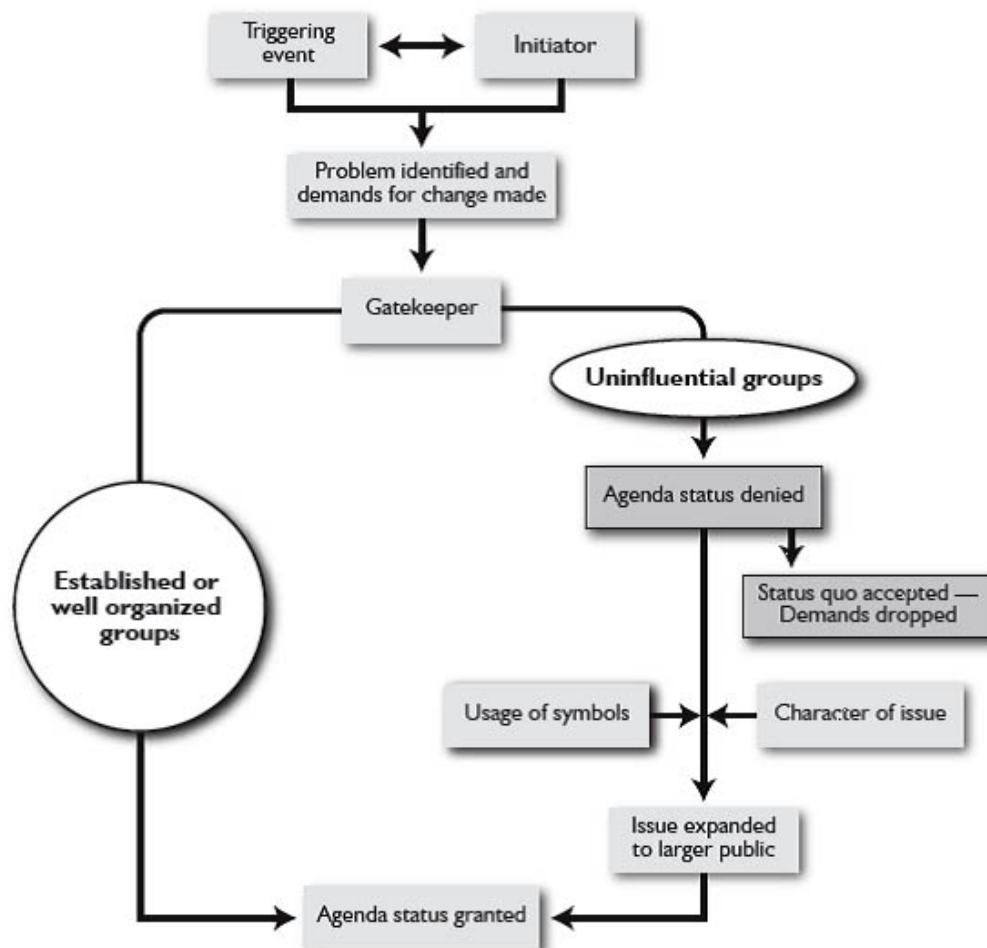 Triggering
event
Initiator
Problem identified and
demands for change made
Gatekeeper
Uninfluential groups
Agenda status denied
Established or
well organized
groups
Status quo accepted —
Demands dropped
Usage of symbols
Character of issue
Issue expanded
to larger public
Agenda status granted